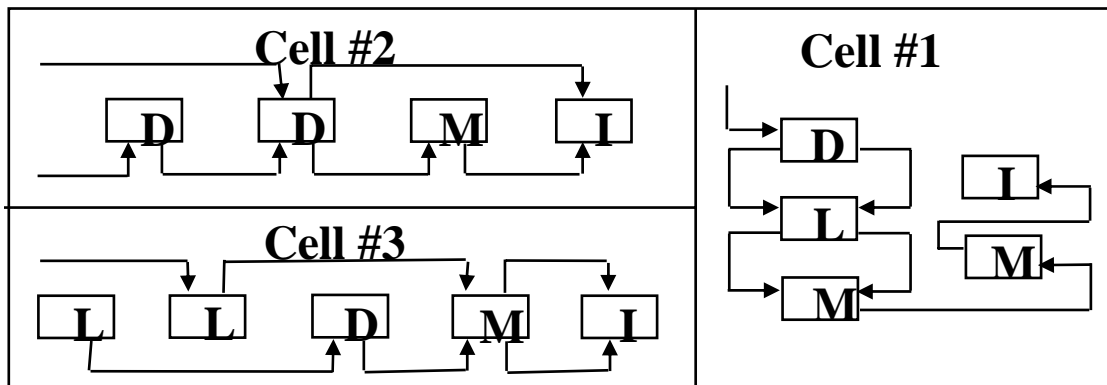 Cell #2
D D M I
Cell #3
L L D M I
Cell #1
D
I
L
M
M